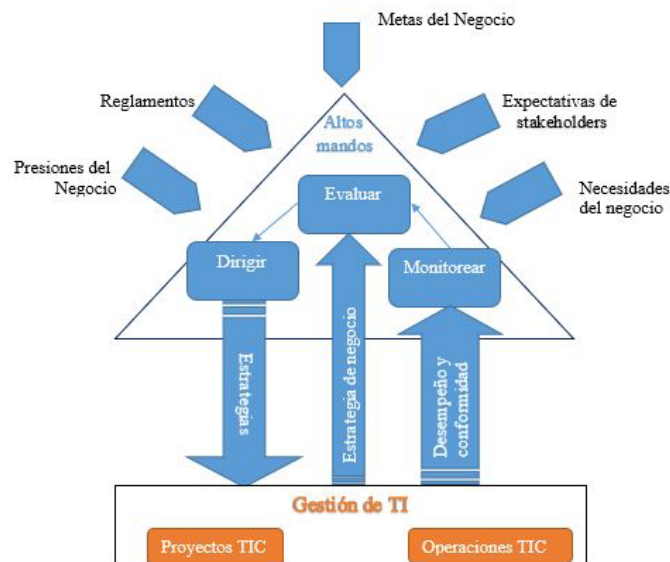 Metas del Negocio
Reglamentos
Expectativas de
stakeholders
Altos
mandos
Presiones del
Negocio
Evaluar
Necesidades
del negocio
Dirigir
Monitorear
Estrategias
Estrategia de negocio
Desempeño y
conformidad
Gestión de TI
Proyectos TIC
Operaciones TIC